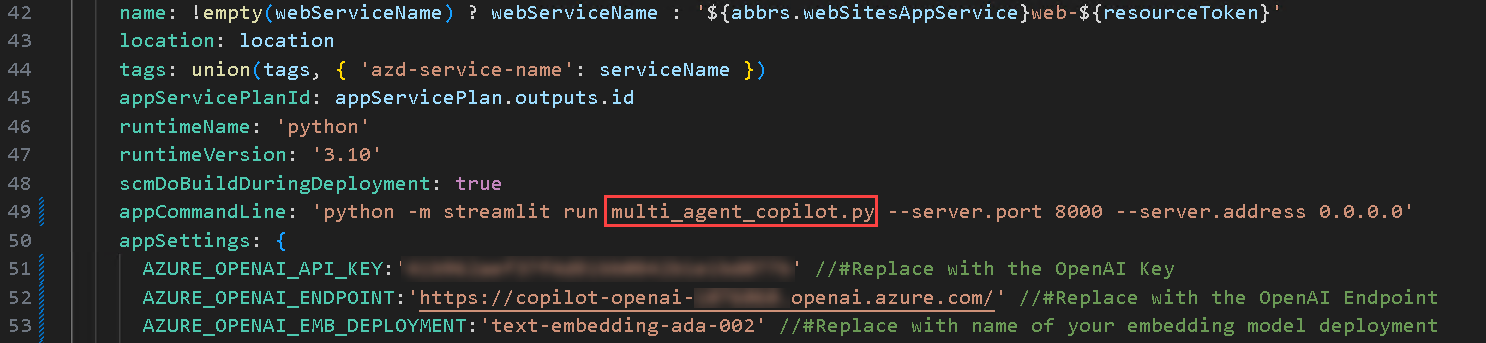 42 name: !empty(webServiceName) ? webServiceName : '${abbrs.webSitesAppService}web-${resourceToken}'
43 location: location
44 tags: union(tags, { 'azd-service-name': serviceName })
45 appServicePlanId: appServicePlan.outputs.id
46 runtimeName: 'python'
47 runtimeVersion: '3.10'
48 scmDoBuildDuringDeployment: true
49 appCommandLine: 'python -m streamlit run multi_agent_copilot.py --server.port 8000 --server.address 0.0.0.0'
50 appSettings: {
51 AZURE_OPENAI_API_KEY:'' //#Replace with the OpenAI Key
52 AZURE_OPENAI_ENDPOINT:'https://copilot-openai-.openai.azure.com/' //#Replace with the OpenAI Endpoint
53 AZURE_OPENAI_EMB_DEPLOYMENT:'text-embedding-ada-002' //#Replace with name of your embedding model deployment